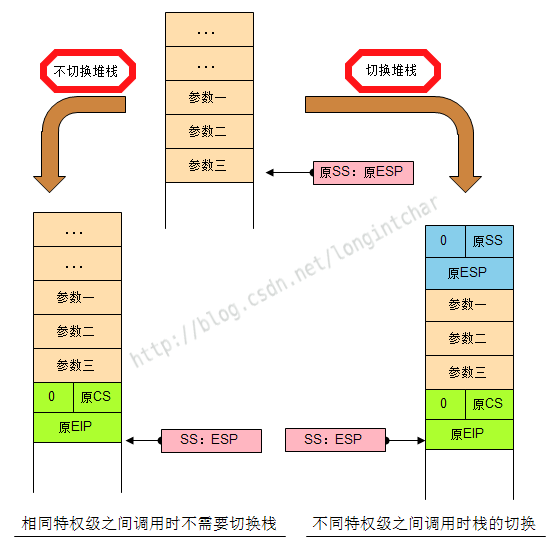 ...
...
参数一
参数二
参数三
不切换堆栈
切换堆栈
原SS：原ESP
...
...
参数一
参数二
参数三
0 原CS
原EIP
SS：ESP
0 原SS
原ESP
参数一
参数二
参数三
0 原CS
原EIP
SS：ESP
http://blog.csdn.net/longintchar
相同特权级之间调用时不需要切换栈
不同特权级之间调用时栈的切换